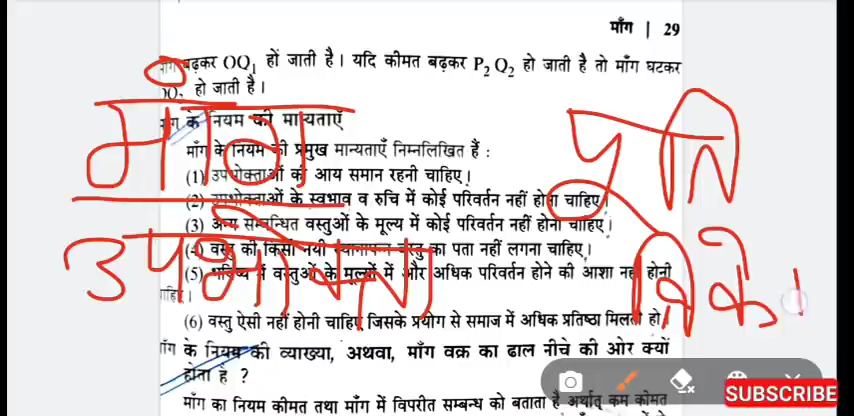 माँग | 29
माँग बढ़कर OQ₁ हों जाती है। यदि कीमत बढ़कर P₂ Q₂ हो जाती है तो माँग घटकर
हो जाती है।
माँग के नियम की मान्यताएँ
माँग के नियम की प्रमुख मान्यताएँ निम्नलिखित हैं :
(1) उपभोक्ताओं की आय समान रहनी चाहिए।
(2) उपभोक्ताओं के स्वभाव व रुचि में कोई परिवर्तन नहीं होना चाहिए।
(3) अन्य सम्बन्धित वस्तुओं के मूल्य में कोई परिवर्तन नहीं होना चाहिए।
(4) वस्तु की किसी नयी स्थानापन्न वस्तु का पता नहीं लगना चाहिए।
(5) भविष्य में वस्तुओं के मूल्यों में और अधिक परिवर्तन होने की आशा नहीं होनी
चाहिए।
(6) वस्तु ऐसी नहीं होनी चाहिए जिसके प्रयोग से समाज में अधिक प्रतिष्ठा मिलती हो।
माँग के नियम की व्याख्या, अथवा, माँग वक्र का ढाल नीचे की ओर क्यों
होता है ?
माँग का नियम कीमत तथा माँग में विपरीत सम्बन्ध को बताता है अर्थात् कम कीमत
मांग
उपभोक्ता
SUBSCRIBE